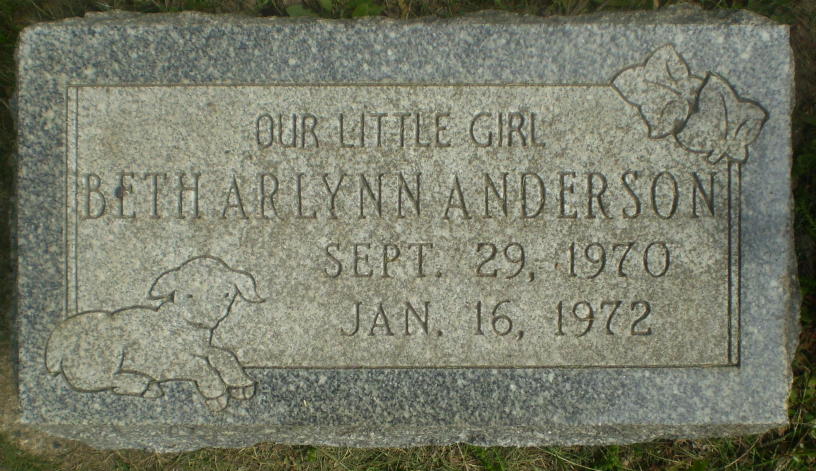 OUR LITTLE GIRL
BETH ARLYNN ANDERSON
SEPT. 29, 1970
JAN. 16, 1972